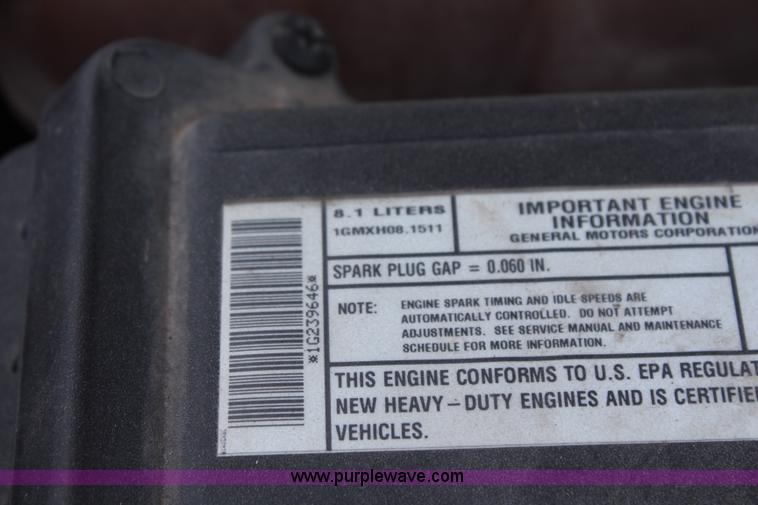 8.1 LITERS
1GMXH08.1511
IMPORTANT ENGINE
INFORMATION
GENERAL MOTORS CORPORATION
SPARK PLUG GAP = 0.060 IN.
NOTE: ENGINE SPARK TIMING AND IDLE SPEEDS ARE
AUTOMATICALLY CONTROLLED. DO NOT ATTEMPT
ADJUSTMENTS. SEE SERVICE MANUAL AND MAINTENANCE
SCHEDULE FOR MORE INFORMATION.
*1G239646*
THIS ENGINE CONFORMS TO U.S. EPA REGULAT
NEW HEAVY-DUTY ENGINES AND IS CERTIFIE
VEHICLES.
www.purplewave.com